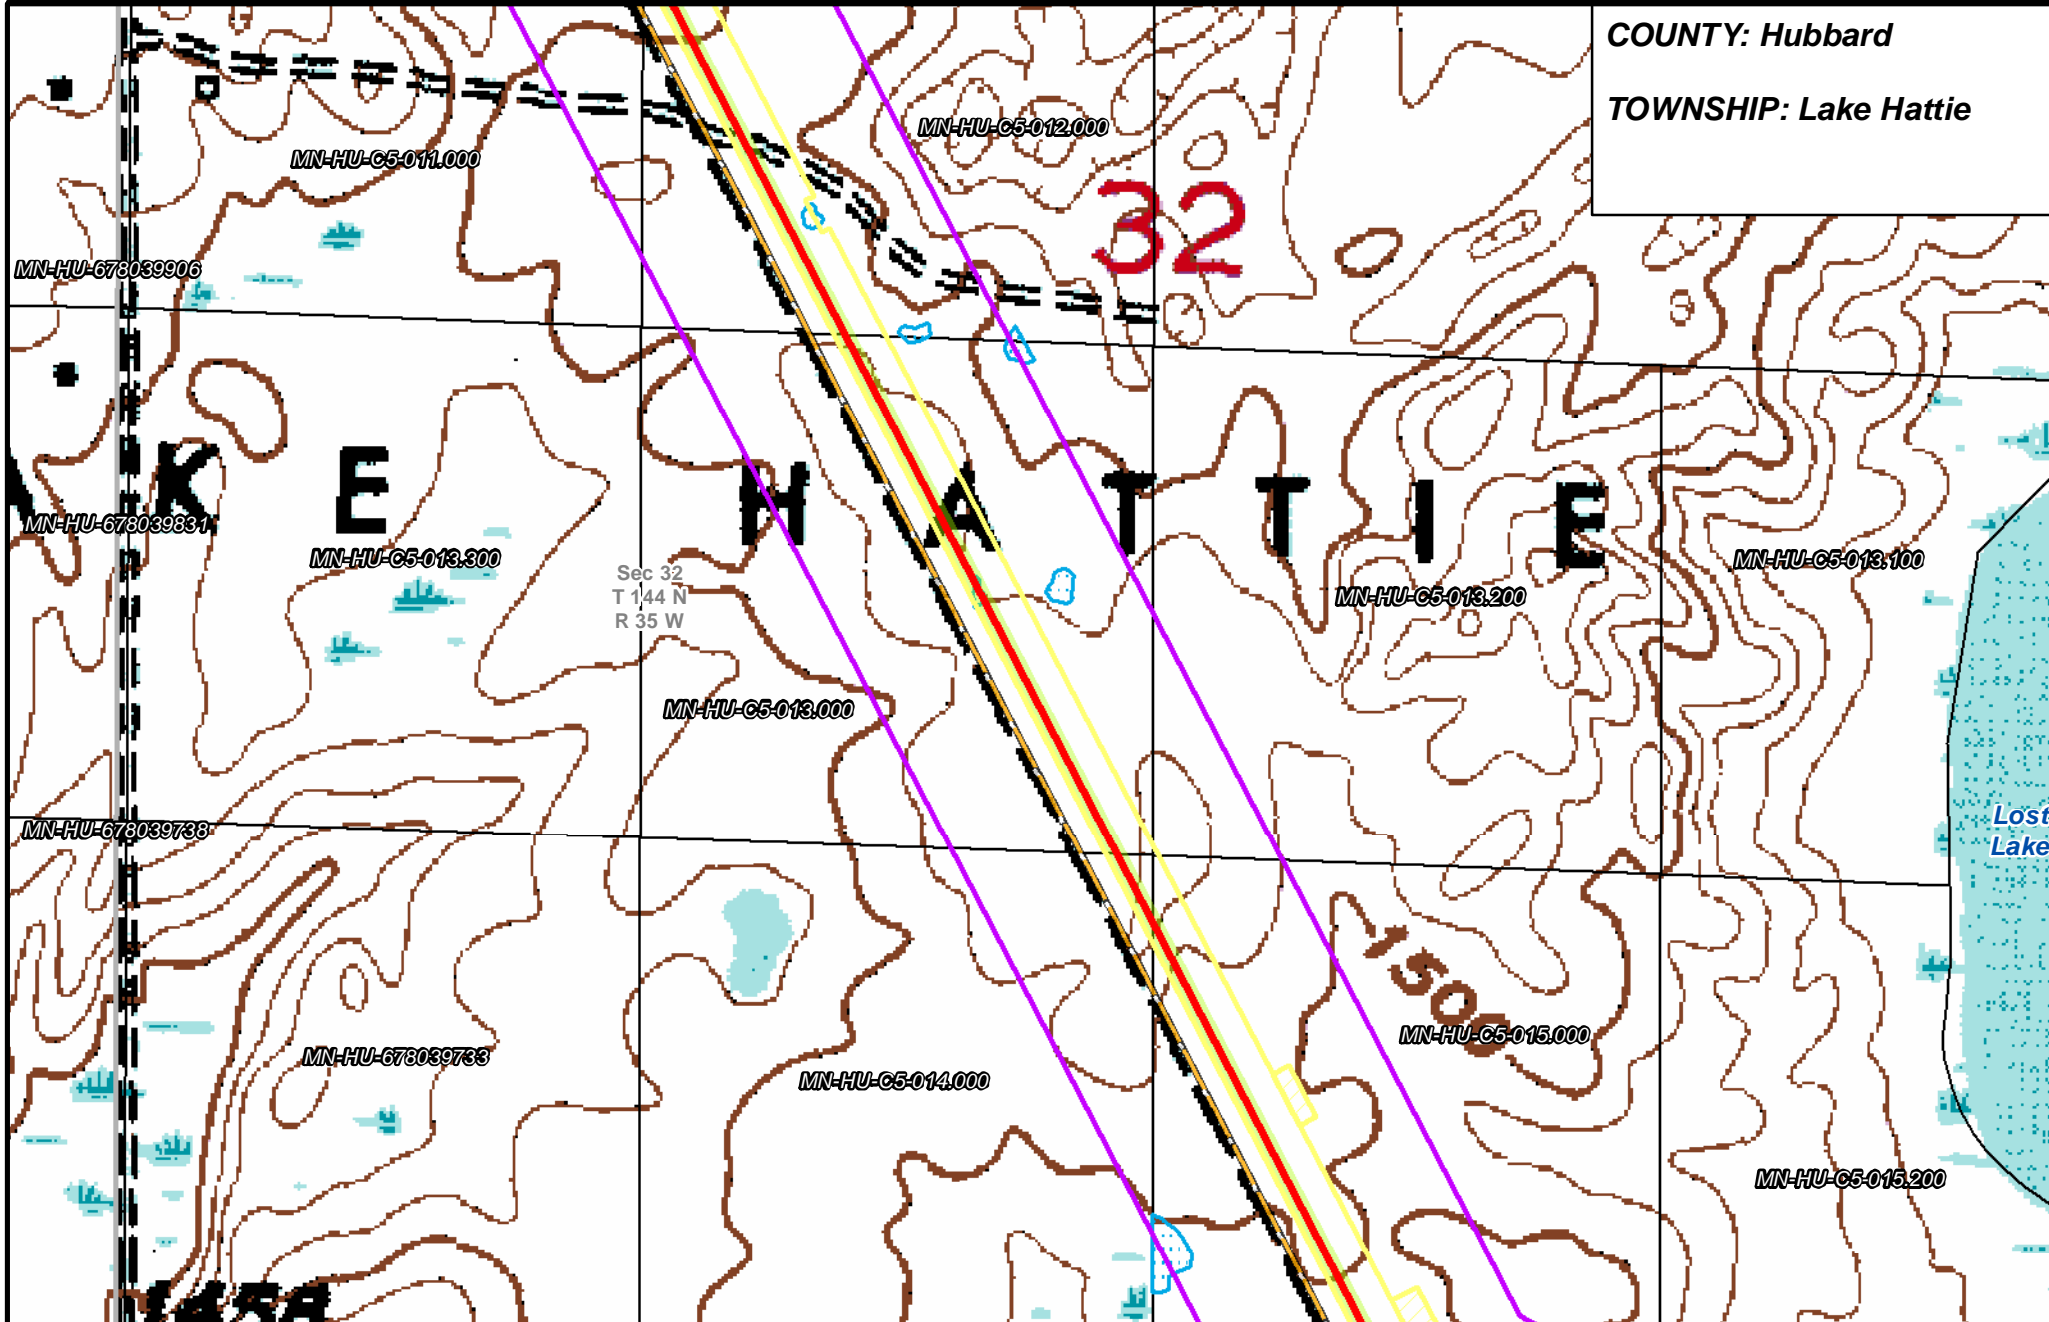 COUNTY: Hubbard
TOWNSHIP: Lake Hattie
MN-HU-C5-012.000
MN-HU-C5-011.000
32
MN-HU-678039906
K E H A T T I E
MN-HU-678039831
MN-HU-C5-013.300
MN-HU-C5-013.100
Sec 32
T 144 N
R 35 W
MN-HU-C5-013.200
MN-HU-C5-013.000
Lost
Lake
MN-HU-678039738
1500
MN-HU-C5-015.000
MN-HU-678039733
MN-HU-C5-014.000
MN-HU-C5-015.200